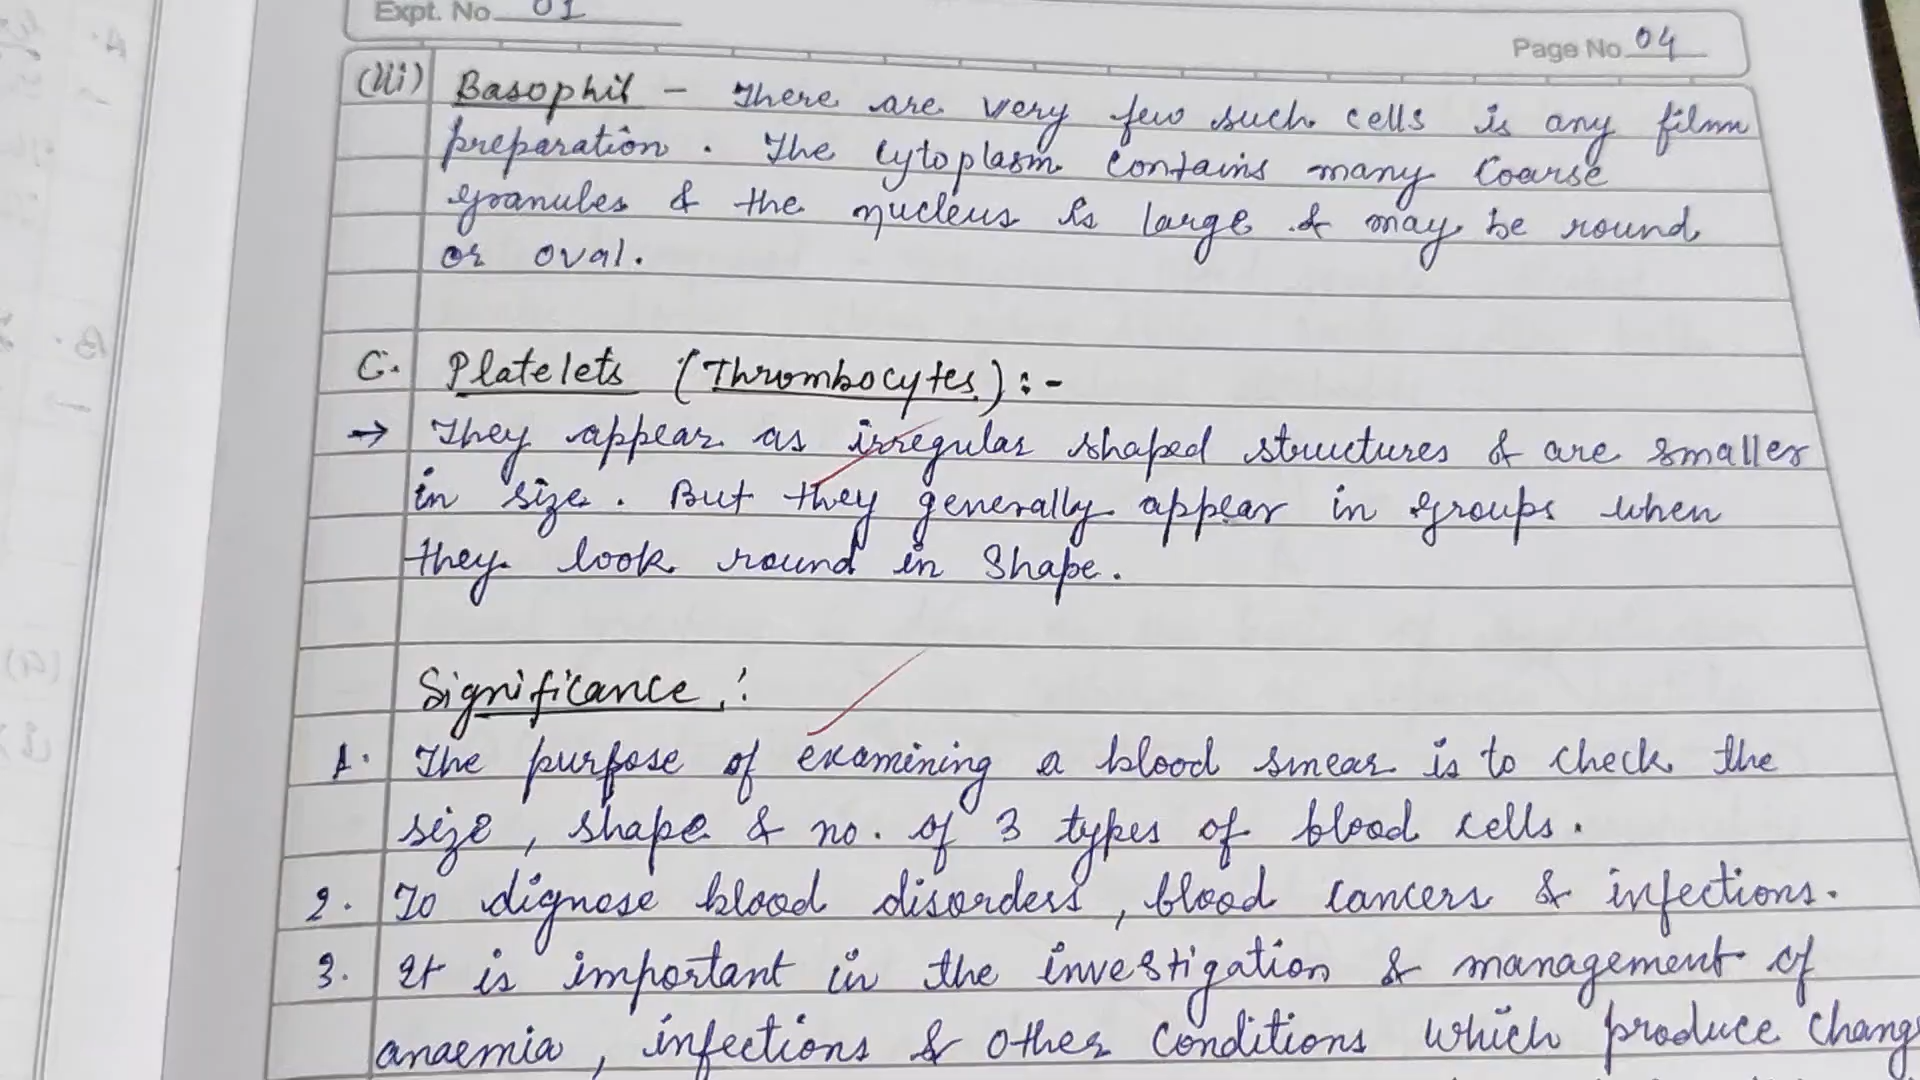 Expt. No. 01
Page No. 04
(iii) Basophil - There are very few such cells is any film
preparation. The cytoplasm contains many coarse
granules & the nucleus is large & may be round
or oval.
C. Platelets (Thrombocytes) :-
→ They appear as irregular shaped structures & are smaller
in size. But they generally appear in groups when
they look round in shape.
Significance :
1. The purpose of examining a blood smear is to check the
size, shape & no. of 3 types of blood cells.
2. To dignose blood disorders, blood cancers & infections.
3. It is important in the investigation & management of
anaemia, infections & other conditions which produce chang